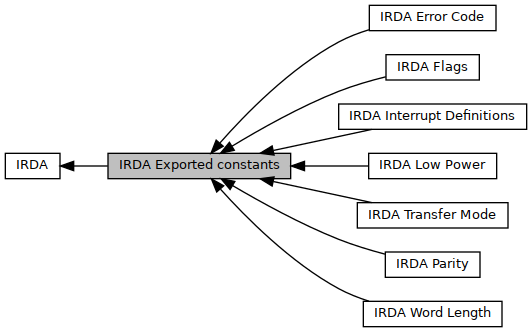 IRDA Error Code
IRDA Flags
IRDA Interrupt Definitions
IRDA
IRDA Exported constants
IRDA Low Power
IRDA Transfer Mode
IRDA Parity
IRDA Word Length